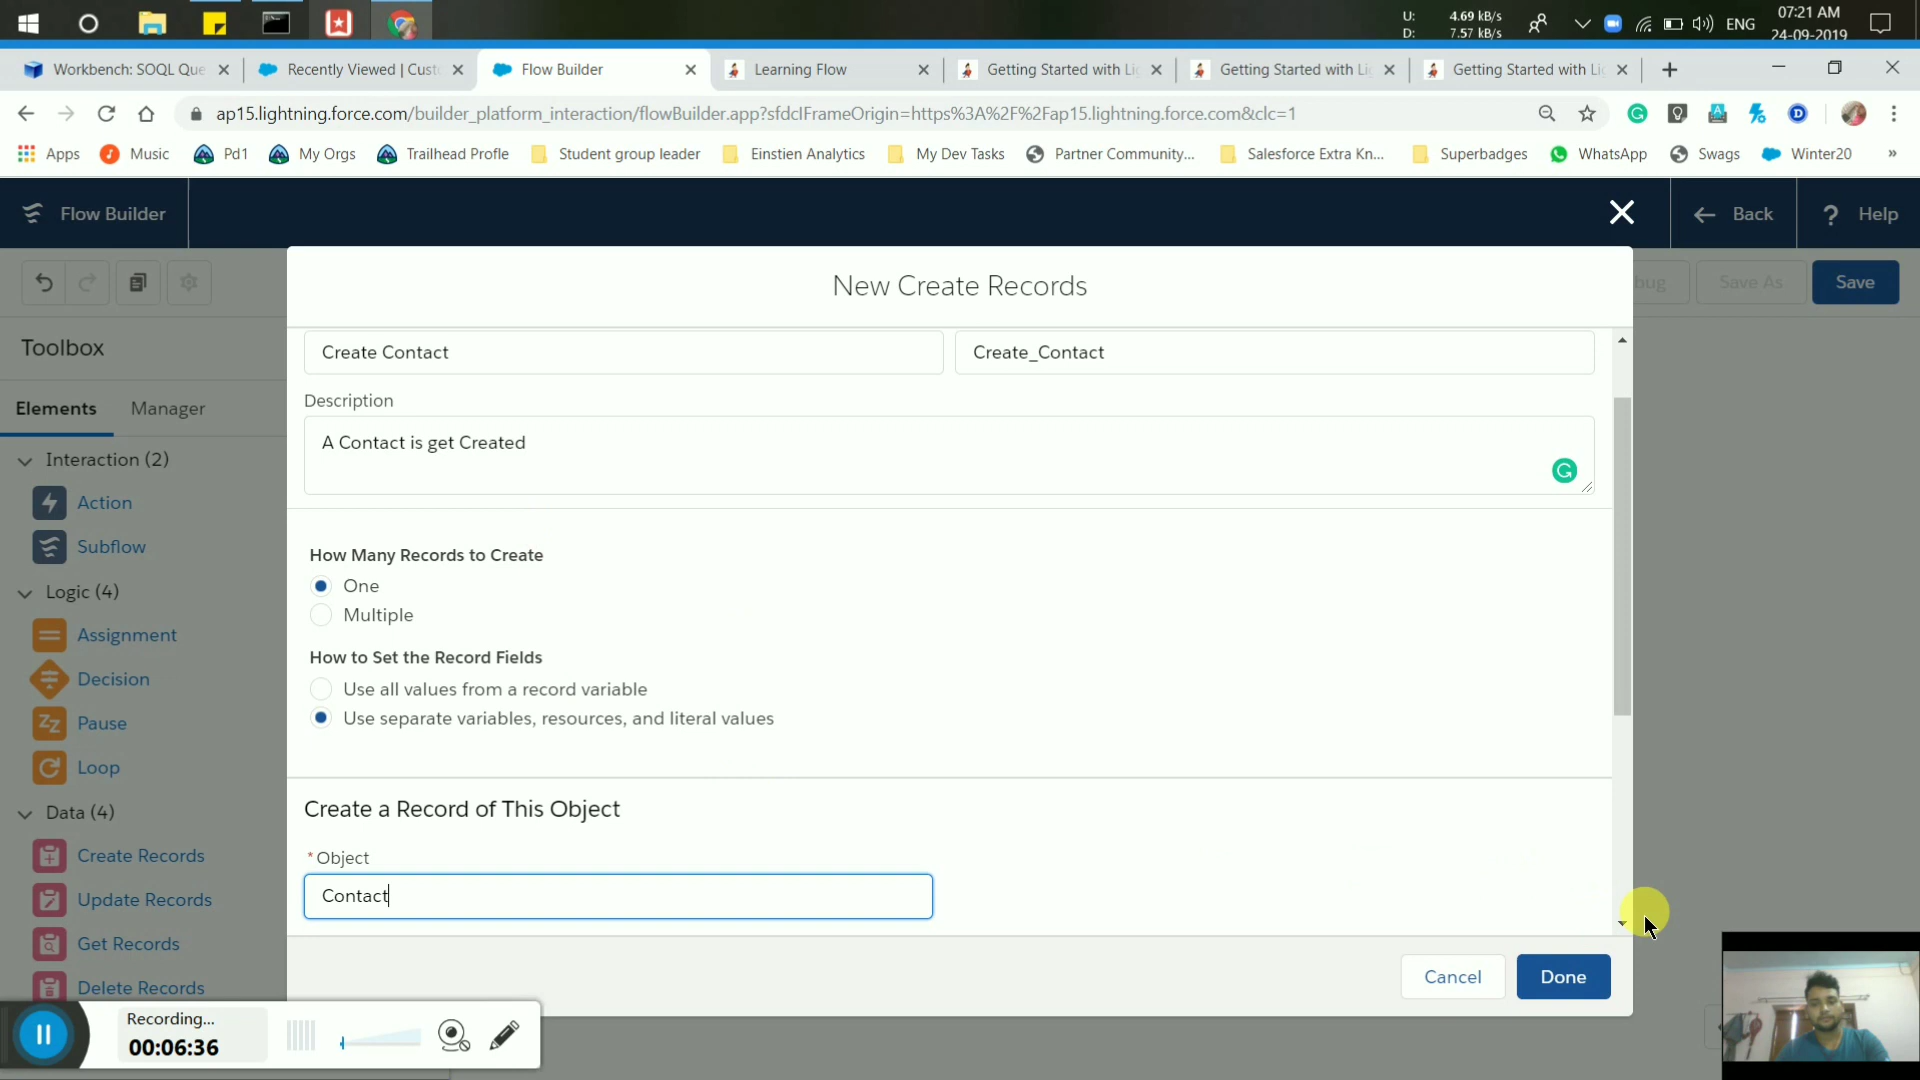 U: 4.69 kB/s
D: 7.57 kB/s
ENG
07:21 AM
24-09-2019
Workbench: SOQL Que
Recently Viewed | Cust
Flow Builder
Learning Flow
Getting Started with Li
Getting Started with Li
Getting Started with Li
ap15.lightning.force.com/builder_platform_interaction/flowBuilder.app?sfdcIFrameOrigin=https%3A%2F%2Fap15.lightning.force.com&clc=1
Apps
Music
Pd1
My Orgs
Trailhead Profle
Student group leader
Einstien Analytics
My Dev Tasks
Partner Community...
Salesforce Extra Kn...
Superbadges
WhatsApp
Swags
Winter20
»
Flow Builder
Back
? Help
New Create Records
bug
Save As
Save
Toolbox
Create Contact
Create_Contact
Elements
Manager
Description
A Contact is get Created
Interaction (2)
Action
Subflow
How Many Records to Create
One
Multiple
Logic (4)
Assignment
Decision
Pause
Loop
How to Set the Record Fields
Use all values from a record variable
Use separate variables, resources, and literal values
Data (4)
Create Records
Update Records
Get Records
Delete Records
Create a Record of This Object
*Object
Contact
Cancel
Done
Recording...
00:06:36